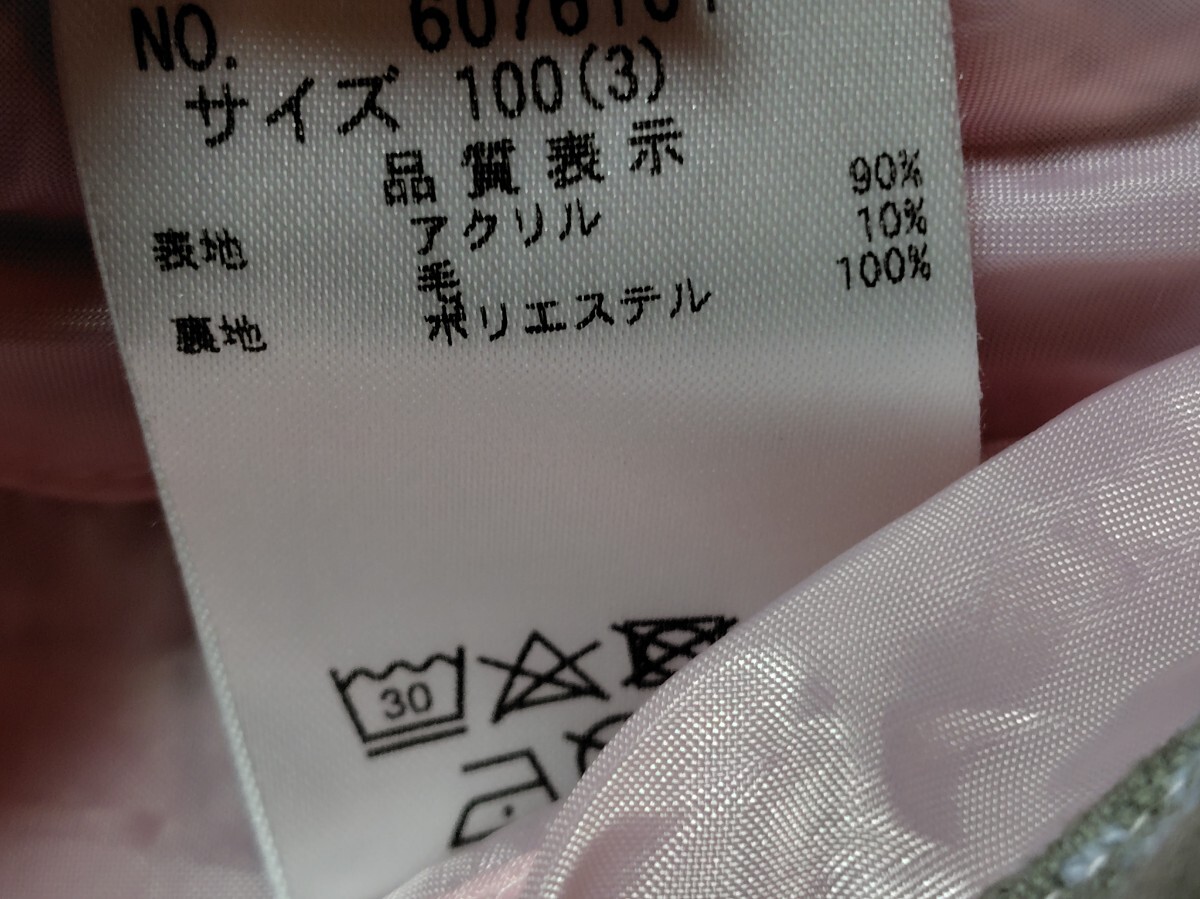 NO. 6076101
サイズ 100(3)
品質表示
表地 アクリル 90%
毛 10%
裏地 ポリエステル 100%
30